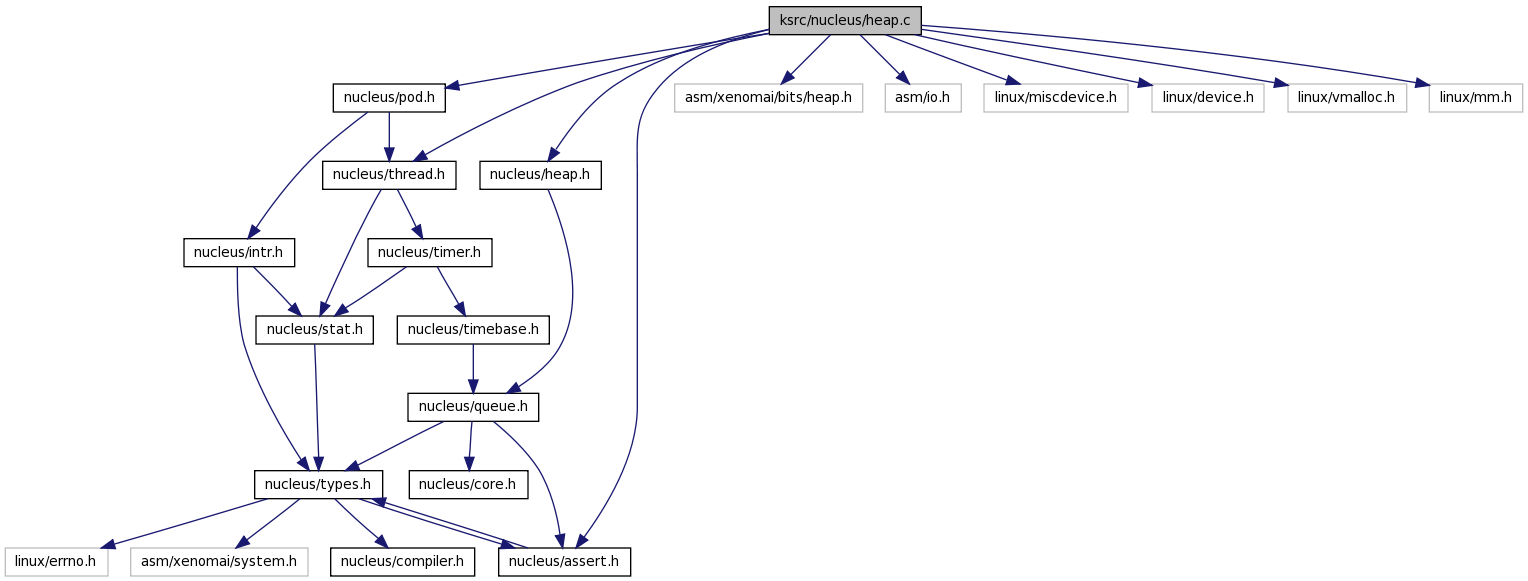 ksrc/nucleus/heap.c
nucleus/pod.h
asm/xenomai/bits/heap.h
asm/io.h
linux/miscdevice.h
linux/device.h
linux/vmalloc.h
linux/mm.h
nucleus/thread.h
nucleus/heap.h
nucleus/intr.h
nucleus/timer.h
nucleus/stat.h
nucleus/timebase.h
nucleus/queue.h
nucleus/types.h
nucleus/core.h
linux/errno.h
asm/xenomai/system.h
nucleus/compiler.h
nucleus/assert.h